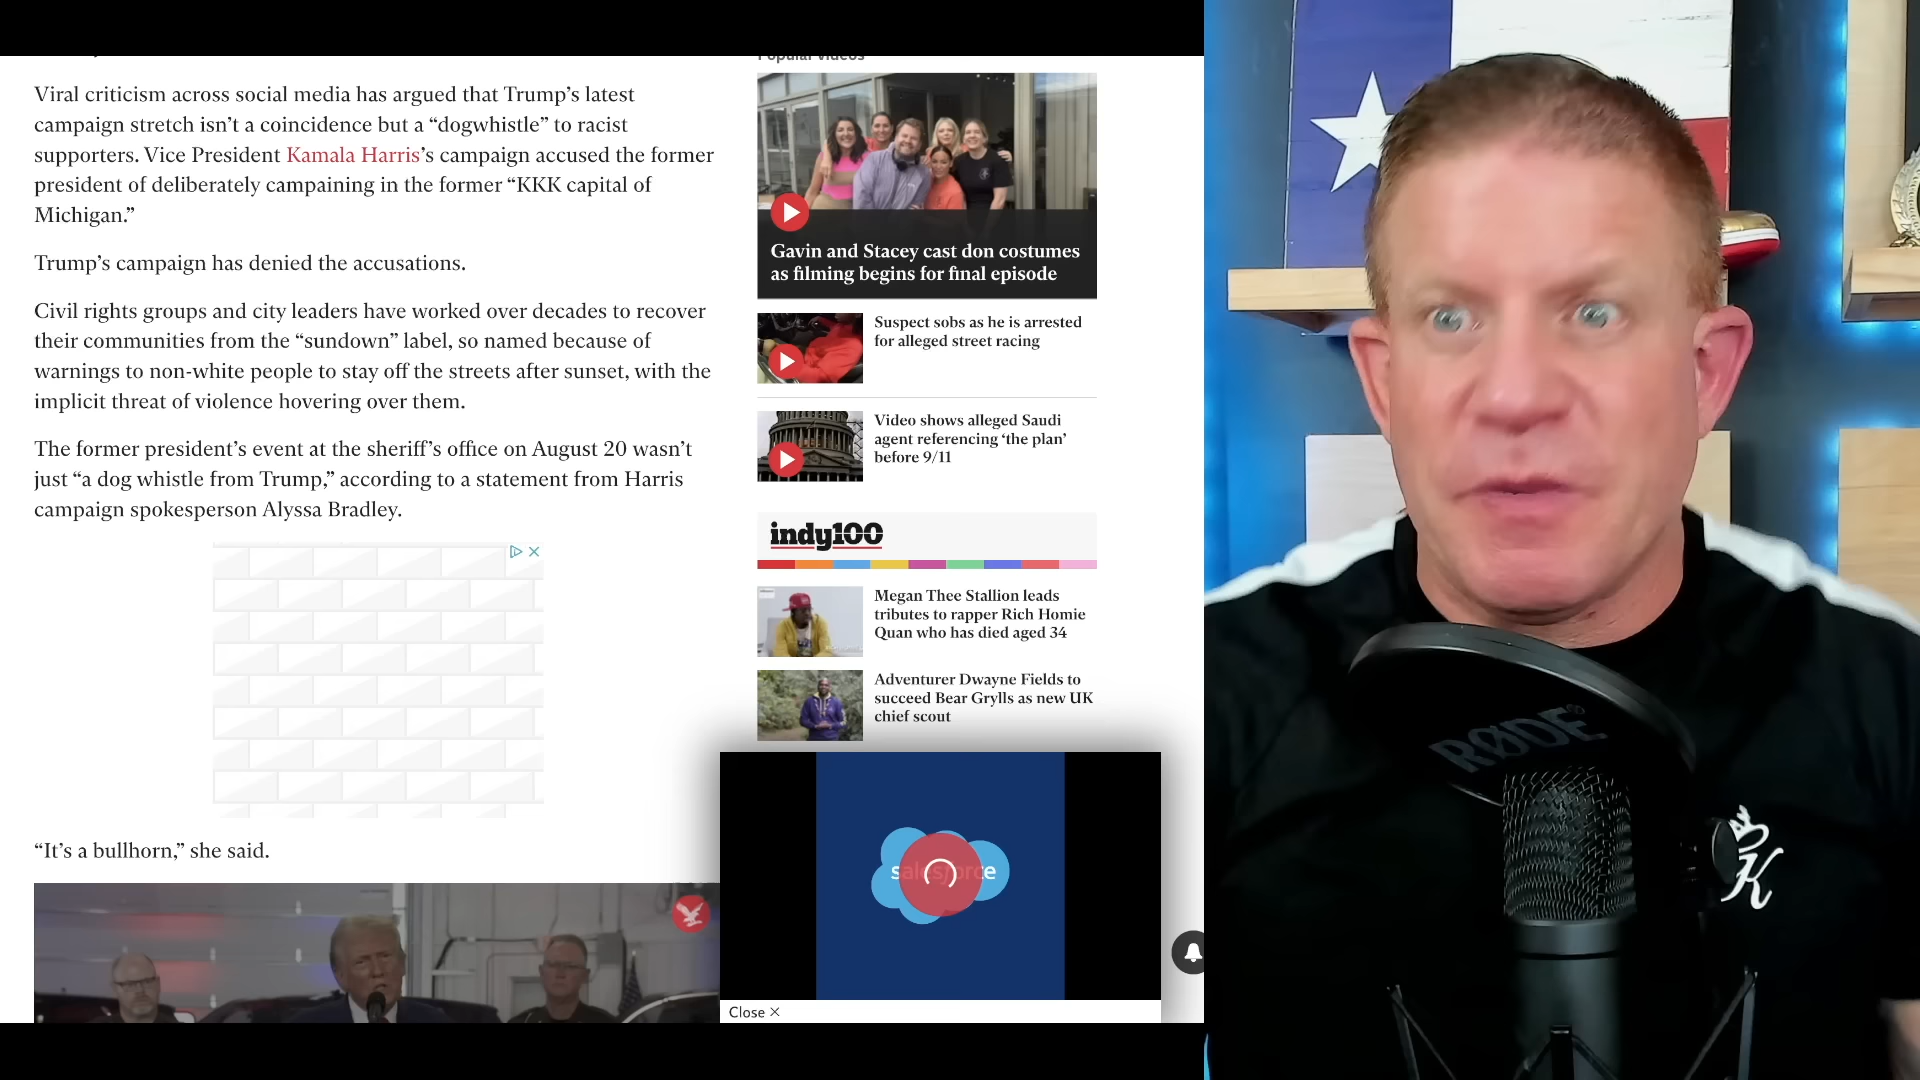 Popular videos
Viral criticism across social media has argued that Trump’s latest
campaign stretch isn’t a coincidence but a “dogwhistle” to racist
supporters. Vice President Kamala Harris’s campaign accused the former
president of deliberately campaining in the former “KKK capital of
Michigan.”
Trump’s campaign has denied the accusations.
Civil rights groups and city leaders have worked over decades to recover
their communities from the “sundown” label, so named because of
warnings to non-white people to stay off the streets after sunset, with the
implicit threat of violence hovering over them.
The former president’s event at the sheriff’s office on August 20 wasn’t
just “a dog whistle from Trump,” according to a statement from Harris
campaign spokesperson Alyssa Bradley.
“It’s a bullhorn,” she said.
Gavin and Stacey cast don costumes
as filming begins for final episode
Suspect sobs as he is arrested
for alleged street racing
Video shows alleged Saudi
agent referencing ‘the plan’
before 9/11
indy100
Megan Thee Stallion leads
tributes to rapper Rich Homie
Quan who has died aged 34
Adventurer Dwayne Fields to
succeed Bear Grylls as new UK
chief scout
salesforce
Close ×
RØDE
K